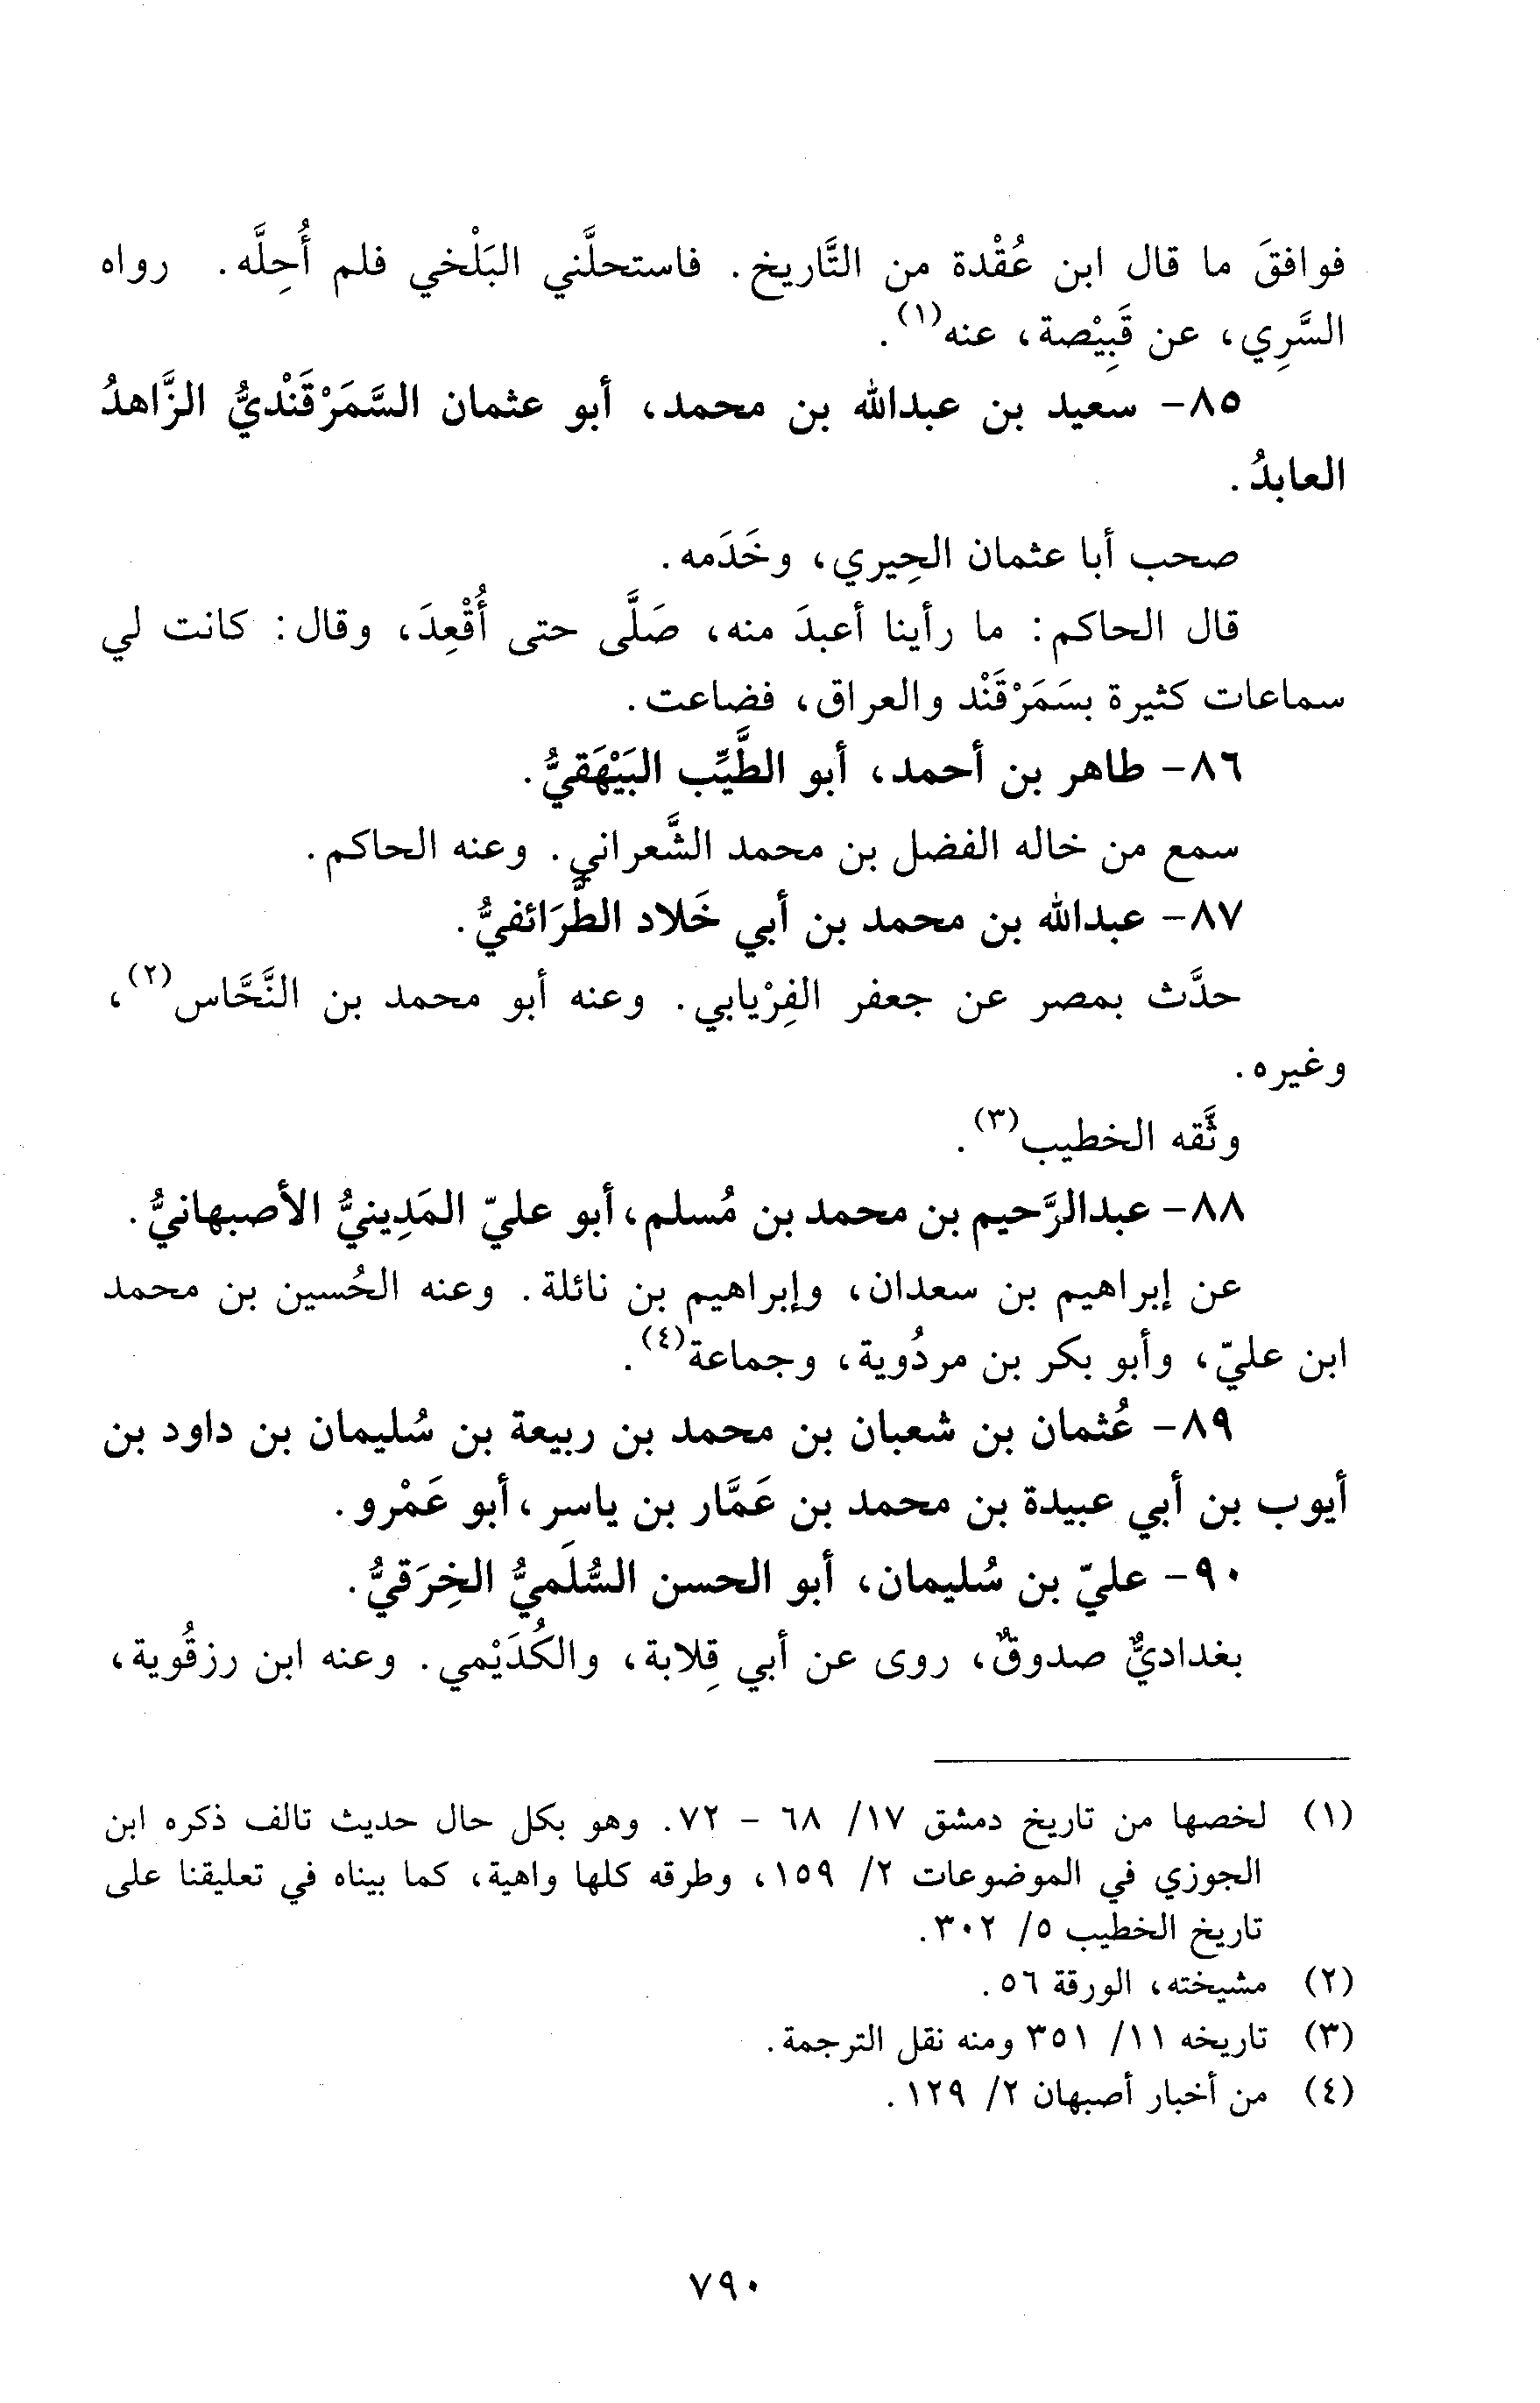 فوافقَ ما قال ابن عُقْدة من التَّاريخ. فاستحلَّني البَلْخي فلم أُحِلَّه. رواه
السَّرِي، عن قَبِيْصة، عنه(١).
٨٥- سعيد بن عبدالله بن محمد، أبو عثمان السَّمَرْقَنْديُّ الزَّاهدُ
العابدُ.
صحب أبا عثمان الحِيري، وخَدَمه.
قال الحاكم: ما رأينا أعبدَ منه، صَلَّى حتى أُقْعِدَ، وقال: كانت لي
سماعات كثيرة بسَمَرْقَنْد والعراق، فضاعت.
٨٦- طاهر بن أحمد، أبو الطَّيِّب البَيْهَقيُّ.
سمع من خاله الفضل بن محمد الشَّعراني. وعنه الحاكم.
٨٧- عبدالله بن محمد بن أبي خَلاد الطَّرَائفيُّ.
حدَّث بمصر عن جعفر الفِرْيابي. وعنه أبو محمد بن النَّحَّاس(٢)،
وغيره.
وثَّقه الخطيب(٣).
٨٨- عبدالرَّحيم بن محمد بن مُسلم، أبو عليّ المَدِينيُّ الأصبهانيُّ.
عن إبراهيم بن سعدان، وإبراهيم بن نائلة. وعنه الحُسين بن محمد
ابن عليّ، وأبو بكر بن مردُوية، وجماعة(٤).
٨٩- عُثمان بن شعبان بن محمد بن ربيعة بن سُليمان بن داود بن
أيوب بن أبي عبيدة بن محمد بن عَمَّار بن ياسر، أبو عَمْرو.
٩٠- عليّ بن سُليمان، أبو الحسن السُّلَميُّ الخِرَقيُّ.
بغداديٌّ صدوقٌ، روى عن أبي قِلابة، والكُدَيْمي. وعنه ابن رزقُوية،
(١) لخصها من تاريخ دمشق ١٧/ ٦٨ - ٧٢. وهو بكل حال حديث تالف ذكره ابن
الجوزي في الموضوعات ٢/ ١٥٩، وطرقه كلها واهية، كما بيناه في تعليقنا على
تاريخ الخطيب ٥/ ٣٠٢.
(٢) مشيخته، الورقة ٥٦.
(٣) تاريخه ١١/ ٣٥١ ومنه نقل الترجمة.
(٤) من أخبار أصبهان ٢/ ١٢٩.
٧٩٠